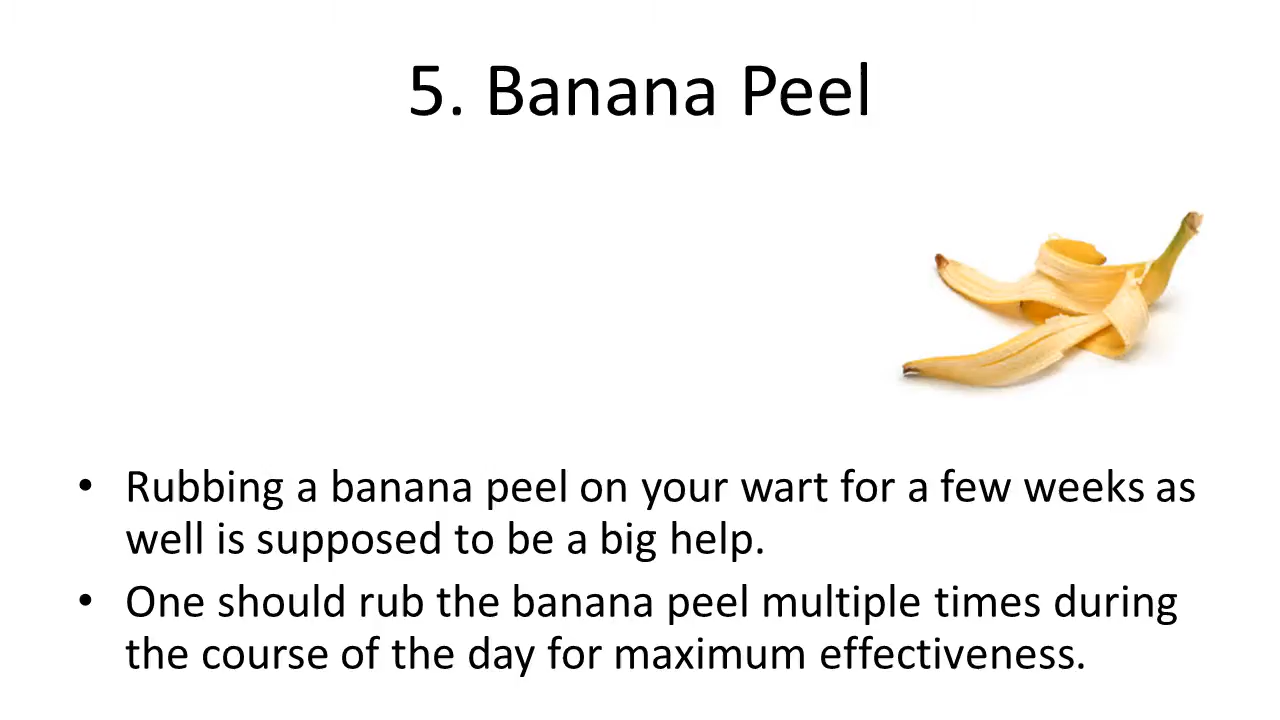 5. Banana Peel
• Rubbing a banana peel on your wart for a few weeks as
well is supposed to be a big help.
• One should rub the banana peel multiple times during
the course of the day for maximum effectiveness.